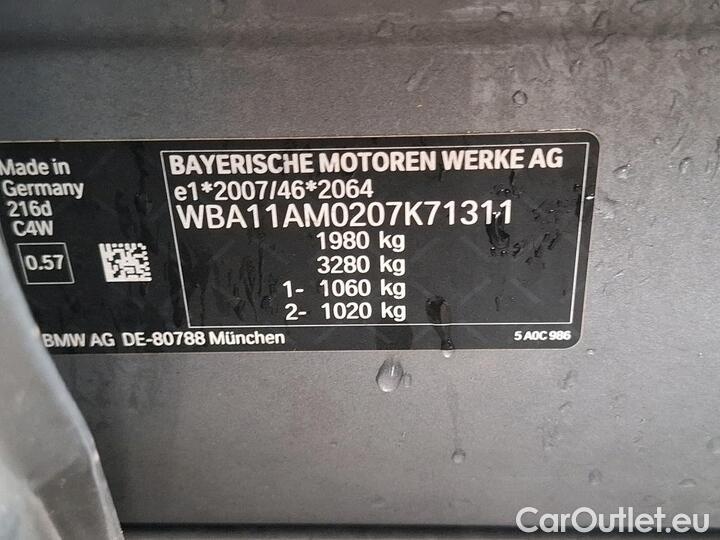 Made in
Germany
216d
C4W
0.57
BAYERISCHE MOTOREN WERKE AG
e1*2007/46*2064
WBA11AM0207K71311
1980 kg
3280 kg
1- 1060 kg
2- 1020 kg
BMW AG DE-80788 München
5 A0C 986
CarOutlet.eu